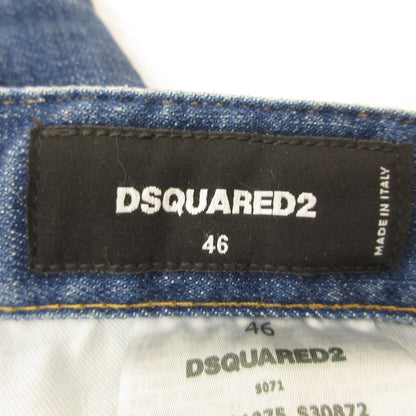 DSQUARED2
46
MADE IN ITALY
46
DSQUARED2
S071
S30872